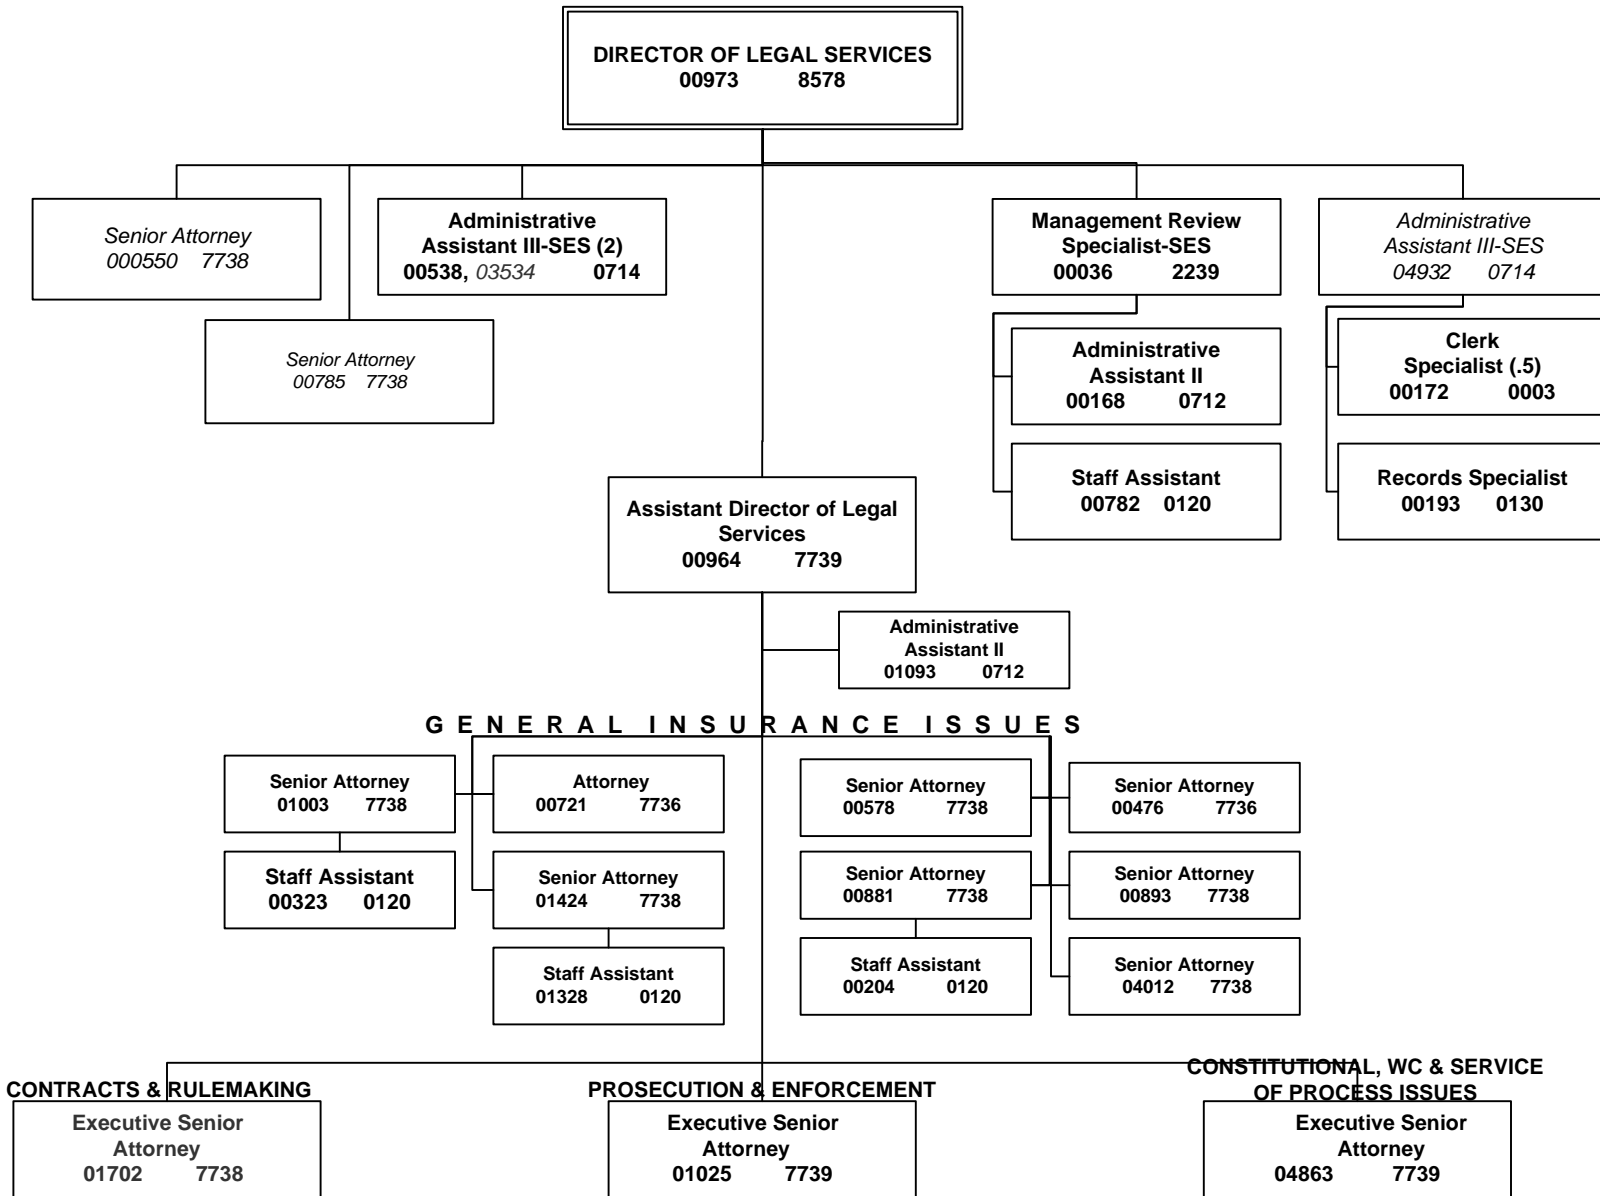 DIRECTOR OF LEGAL SERVICES
00973 8578
Senior Attorney
000550 7738
Senior Attorney
00785 7738
Administrative
Assistant III-SES (2)
00538, 03534 0714
Management Review
Specialist-SES
00036 2239
Administrative
Assistant II
00168 0712
Staff Assistant
00782 0120
Administrative
Assistant III-SES
04932 0714
Clerk
Specialist (.5)
00172 0003
Records Specialist
00193 0130
Assistant Director of Legal
Services
00964 7739
Administrative
Assistant II
01093 0712
GENERAL INSURANCE ISSUES
Senior Attorney
01003 7738
Staff Assistant
00323 0120
Attorney
00721 7736
Senior Attorney
01424 7738
Staff Assistant
01328 0120
Senior Attorney
00578 7738
Senior Attorney
00881 7738
Staff Assistant
00204 0120
Senior Attorney
00476 7736
Senior Attorney
00893 7738
Senior Attorney
04012 7738
CONTRACTS & RULEMAKING
Executive Senior
Attorney
01702 7738
PROSECUTION & ENFORCEMENT
Executive Senior
Attorney
01025 7739
CONSTITUTIONAL, WC & SERVICE
OF PROCESS ISSUES
Executive Senior
Attorney
04863 7739